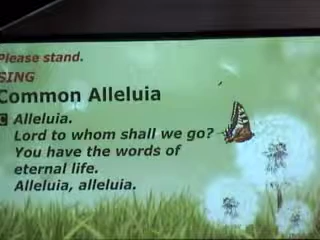 Please stand.
SING
Common Alleluia
C Alleluia.
Lord to whom shall we go?
You have the words of
eternal life.
Alleluia, alleluia.